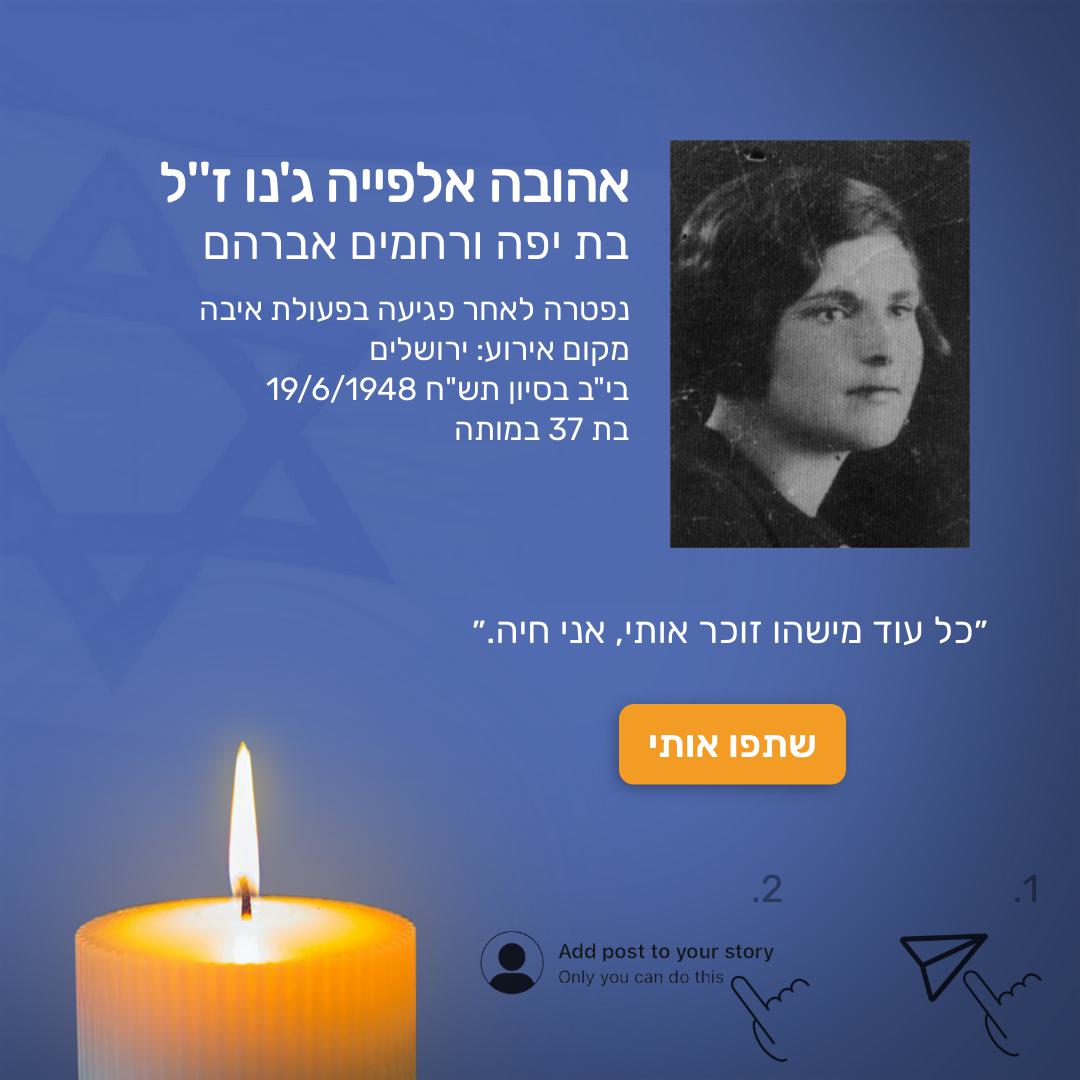 אהובה אלפייה ג'נו ז''ל
בת יפה ורחמים אברהם
נפטרה לאחר פגיעה בפעולת איבה
מקום אירוע: ירושלים
בי"ב בסיון תש"ח 19/6/1948
בת 37 במותה
״כל עוד מישהו זוכר אותי, אני חיה.״
שתפו אותי
1.
2.
Add post to your story
Only you can do this